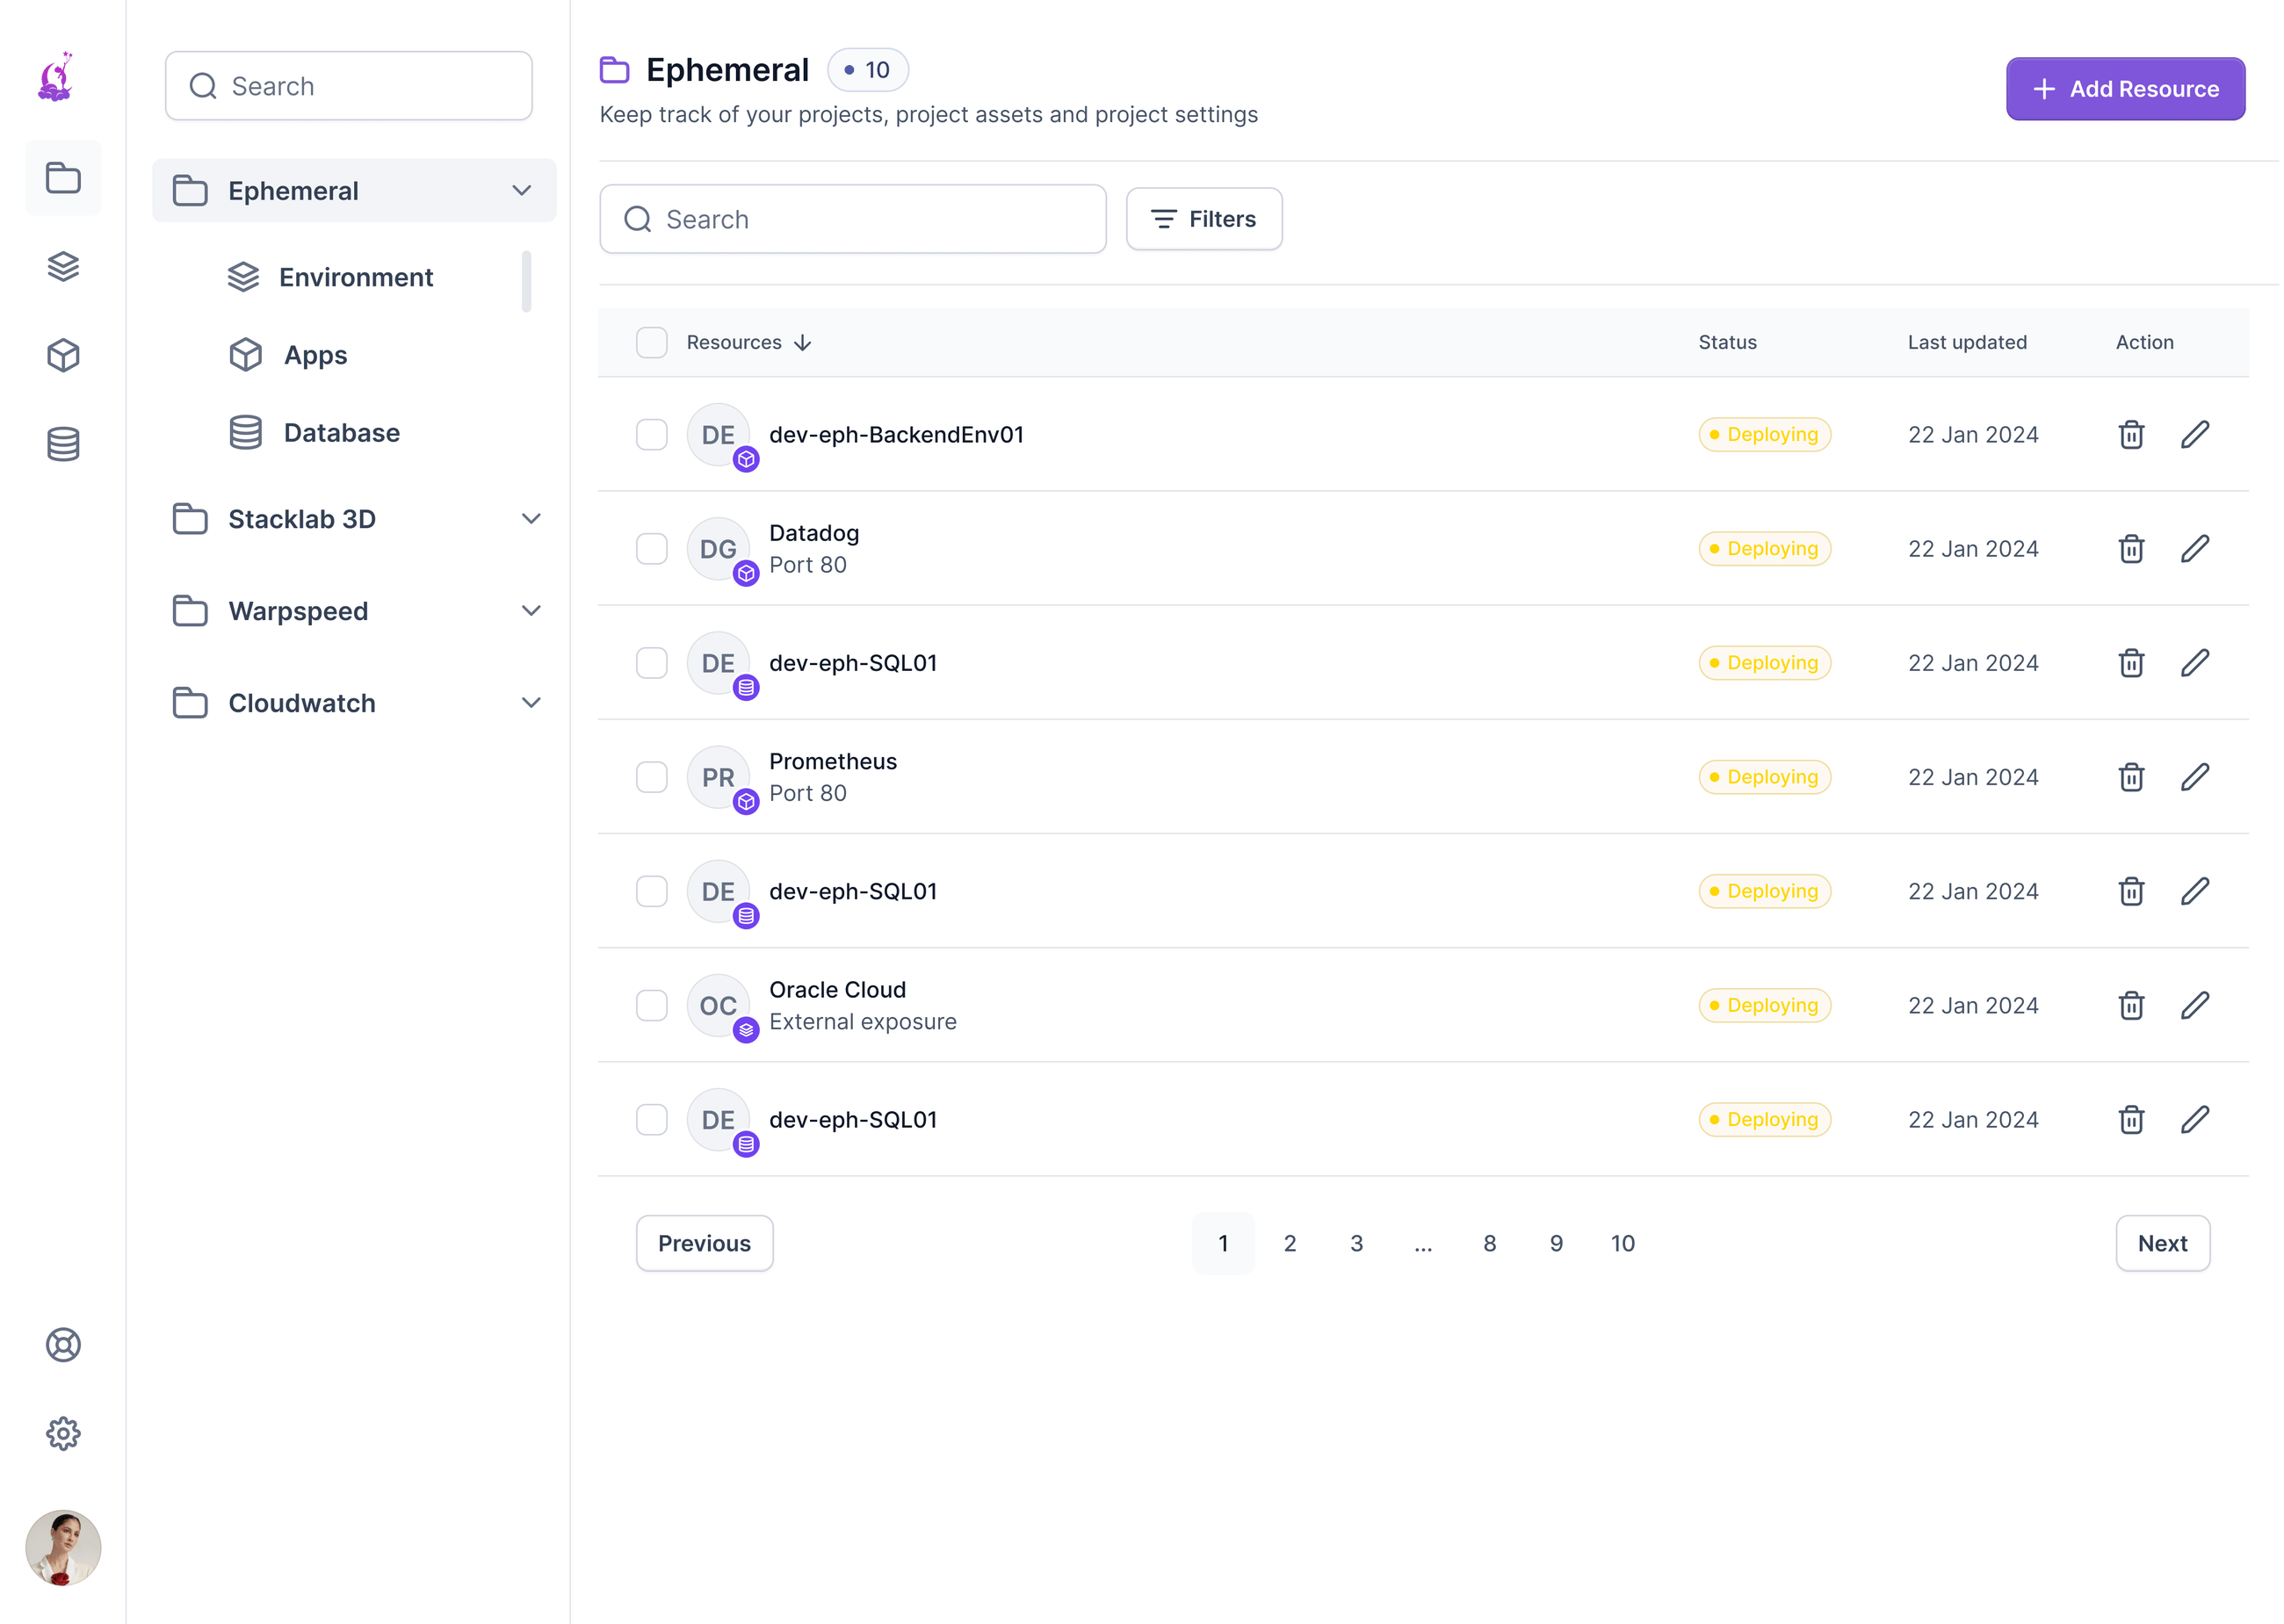 Search
Ephemeral
Environment
Apps
Database
Stacklab 3D
Warpspeed
Cloudwatch
Ephemeral 10
Keep track of your projects, project assets and project settings
Add Resource
Search Filters
Resources Status Last updated Action
DE dev-eph-BackendEnv01 Deploying 22 Jan 2024
DG Datadog
Port 80 Deploying 22 Jan 2024
DE dev-eph-SQL01 Deploying 22 Jan 2024
PR Prometheus
Port 80 Deploying 22 Jan 2024
DE dev-eph-SQL01 Deploying 22 Jan 2024
OC Oracle Cloud
External exposure Deploying 22 Jan 2024
DE dev-eph-SQL01 Deploying 22 Jan 2024
Previous 1 2 3 ... 8 9 10 Next